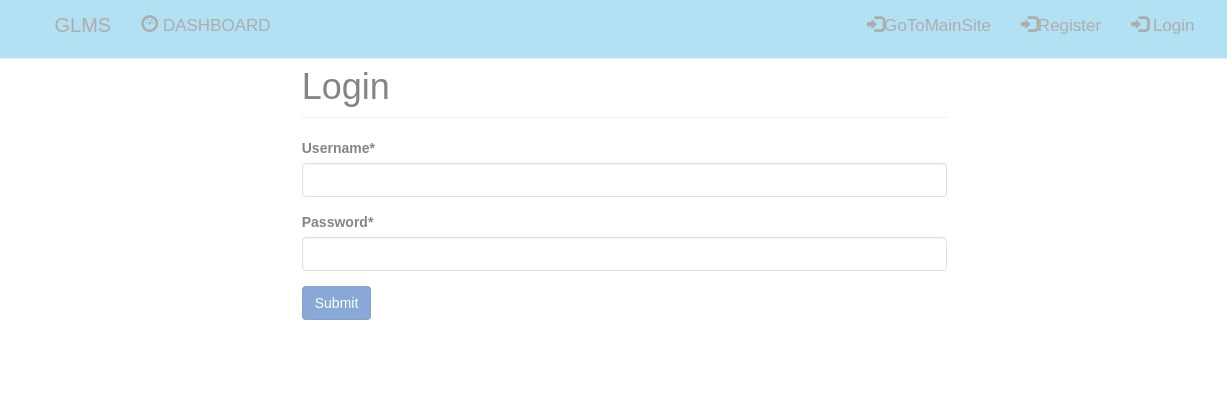 GLMS DASHBOARD GoToMainSite Register Login
Login
Username*
Password*
Submit